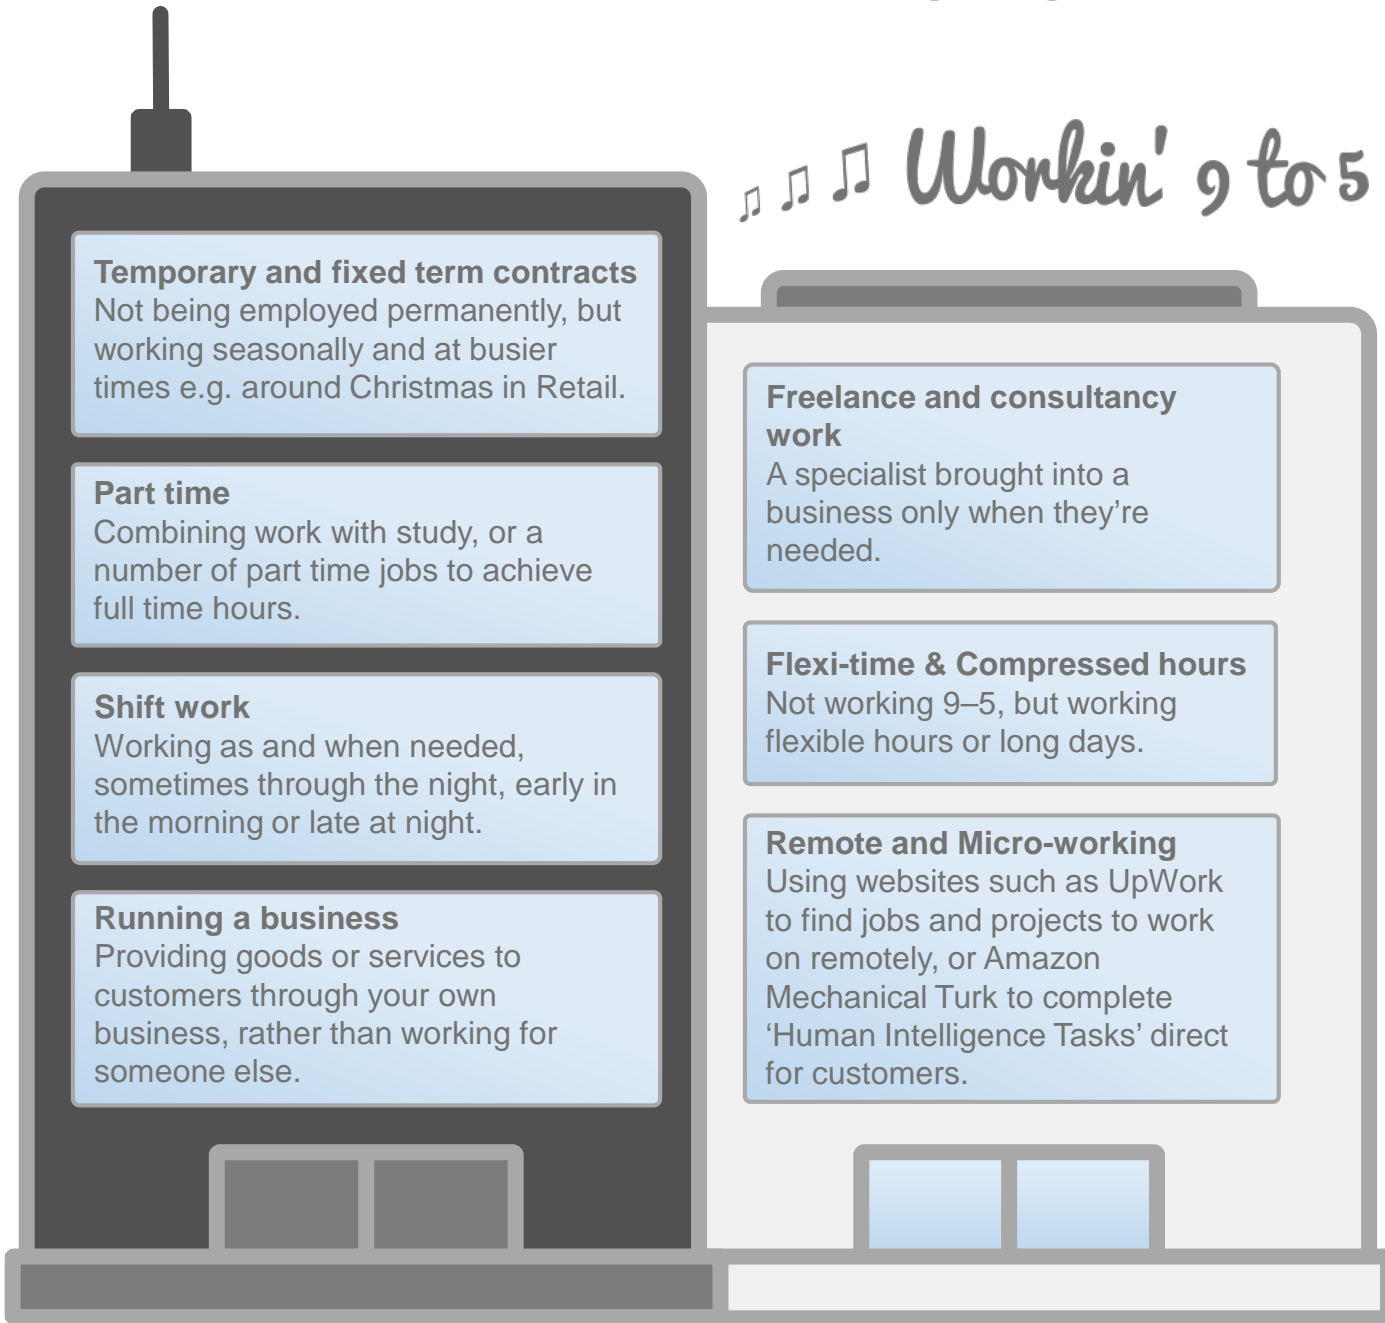 ♫ ♫ ♫ Workin' 9 to 5
Temporary and fixed term contracts
Not being employed permanently, but
working seasonally and at busier
times e.g. around Christmas in Retail.
Part time
Combining work with study, or a
number of part time jobs to achieve
full time hours.
Shift work
Working as and when needed,
sometimes through the night, early in
the morning or late at night.
Running a business
Providing goods or services to
customers through your own
business, rather than working for
someone else.
Freelance and consultancy
work
A specialist brought into a
business only when they’re
needed.
Flexi-time & Compressed hours
Not working 9–5, but working
flexible hours or long days.
Remote and Micro-working
Using websites such as UpWork
to find jobs and projects to work
on remotely, or Amazon
Mechanical Turk to complete
‘Human Intelligence Tasks’ direct
for customers.